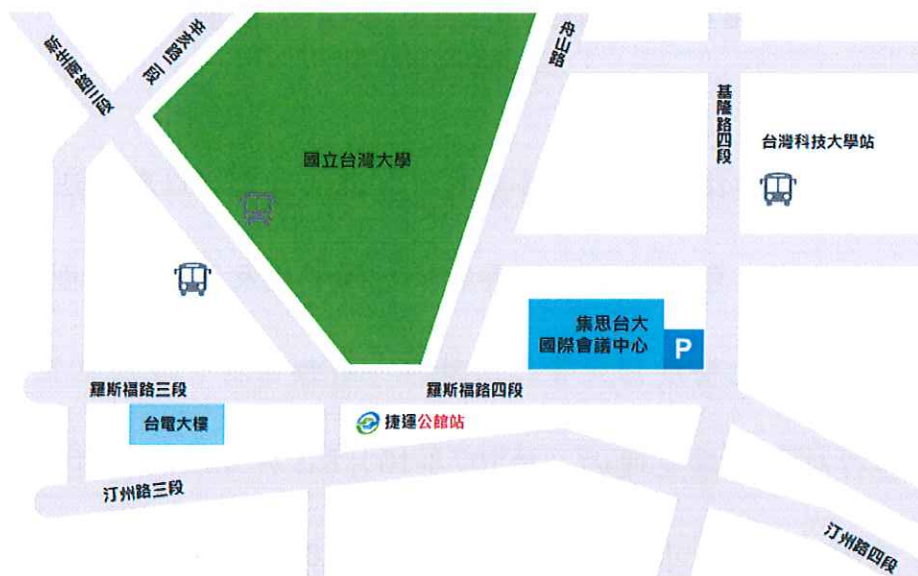 新生南路三段
辛亥路一段
舟山路
基隆路四段
國立台灣大學
台灣科技大學站
集思台大
國際會議中心
P
羅斯福路三段
羅斯福路四段
台電大樓
捷運公館站
汀州路三段
汀州路四段